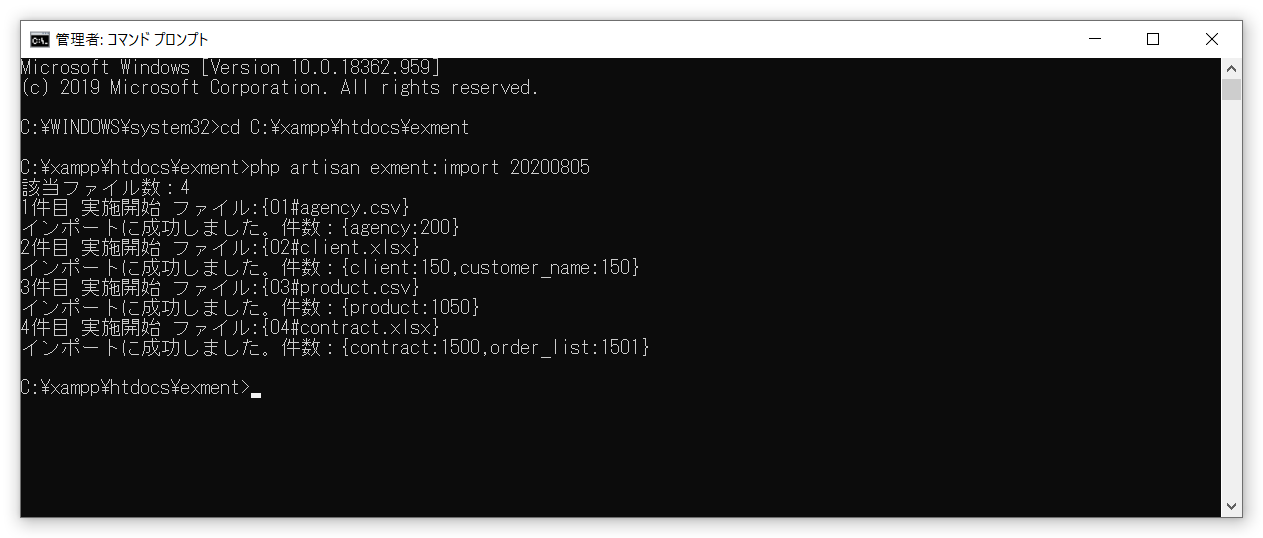 管理者: コマンド プロンプト
Microsoft Windows [Version 10.0.18362.959]
(c) 2019 Microsoft Corporation. All rights reserved.
C:¥WINDOWS¥system32>cd C:¥xampp¥htdocs¥exment
C:¥xampp¥htdocs¥exment>php artisan exment:import 20200805
該当ファイル数：4
1件目 実施開始 ファイル:{01#agency.csv}
インポートに成功しました。件数：{agency:200}
2件目 実施開始 ファイル:{02#client.xlsx}
インポートに成功しました。件数：{client:150,customer_name:150}
3件目 実施開始 ファイル:{03#product.csv}
インポートに成功しました。件数：{product:1050}
4件目 実施開始 ファイル:{04#contract.xlsx}
インポートに成功しました。件数：{contract:1500,order_list:1501}
C:¥xampp¥htdocs¥exment>